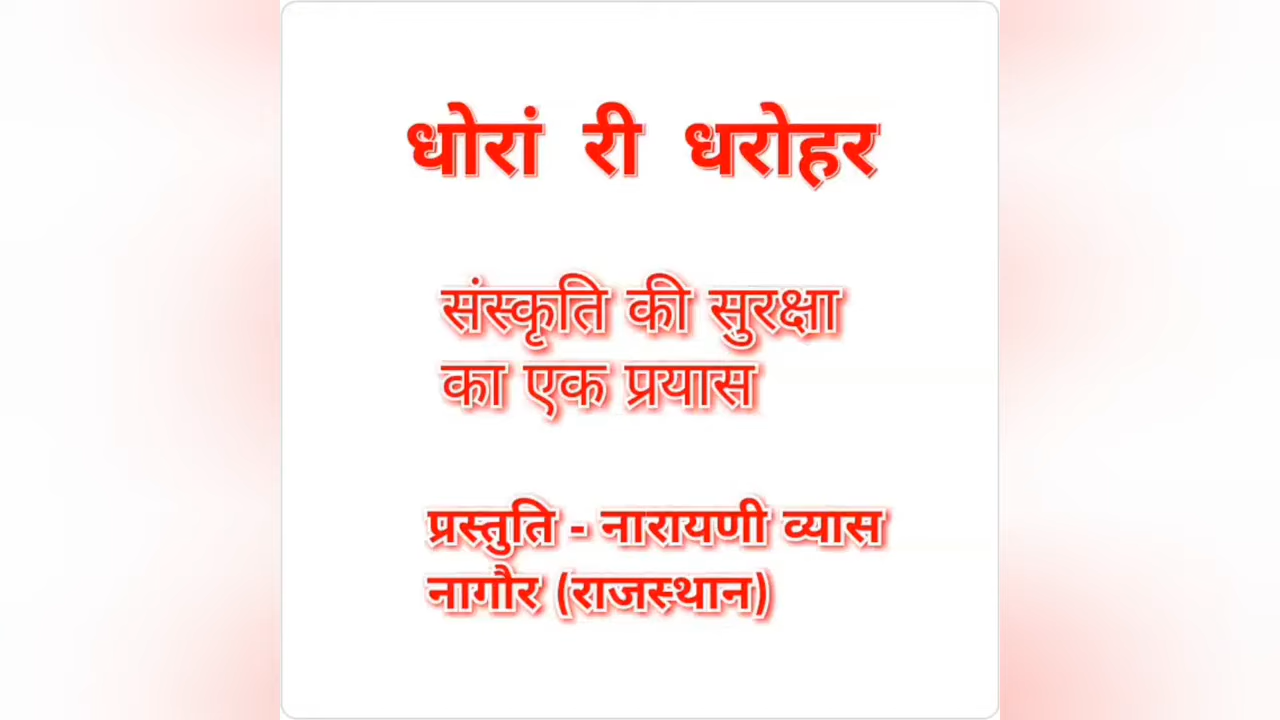 धोरां री धरोहर
संस्कृति की सुरक्षा
का एक प्रयास
प्रस्तुति - नारायणी व्यास
नागौर (राजस्थान)